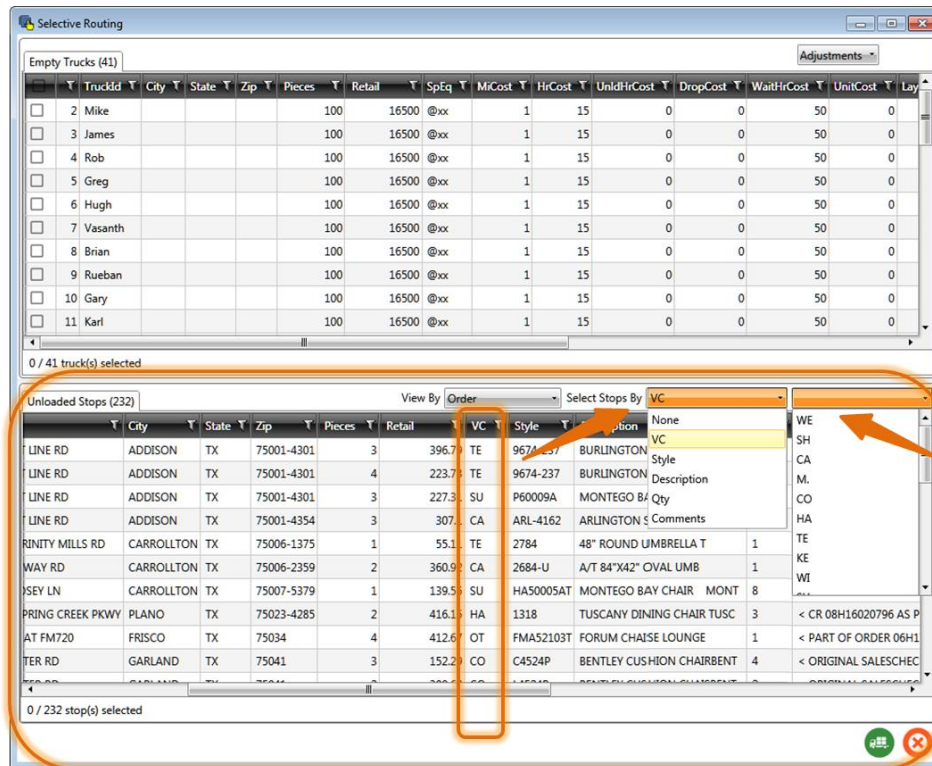 Selective Routing
Empty Trucks (41)
Adjustments
TruckId City State Zip Pieces Retail SpEq MiCost HrCost UnldHrCost DropCost WaitHrCost UnitCost Lay
2 Mike 100 16500 @xx 1 15 0 0 50 0
3 James 100 16500 @xx 1 15 0 0 50 0
4 Rob 100 16500 @xx 1 15 0 0 50 0
5 Greg 100 16500 @xx 1 15 0 0 50 0
6 Hugh 100 16500 @xx 1 15 0 0 50 0
7 Vasanth 100 16500 @xx 1 15 0 0 50 0
8 Brian 100 16500 @xx 1 15 0 0 50 0
9 Rueban 100 16500 @xx 1 15 0 0 50 0
10 Gary 100 16500 @xx 1 15 0 0 50 0
11 Karl 100 16500 @xx 1 15 0 0 50 0
0 / 41 truck(s) selected
Unloaded Stops (232) View By Order Select Stops By VC
City State Zip Pieces Retail VC Style
None
VC
Style
Description
Qty
Comments
WE
SH
CA
M.
CO
HA
TE
KE
WI
LINE RD ADDISON TX 75001-4301 3 TE BURLINGTON
LINE RD ADDISON TX 75001-4301 4 TE 9674-237 BURLINGTON
LINE RD ADDISON TX 75001-4301 3 SU P60009A MONTEGO
LINE RD ADDISON TX 75001-4354 3 CA ARL-4162 ARLINGTON
RINITY MILLS RD CARROLLTON TX 75006-1375 1 TE 2784 48" ROUND UMBRELLA T 1
WAY RD CARROLLTON TX 75006-2359 2 CA 2684-U A/T 84"X42" OVAL UMB 1
SEY LN CARROLLTON TX 75007-5379 1 SU HA50005AT MONTEGO BAY CHAIR MONT 8
PRING CREEK PKWY PLANO TX 75023-4285 2 HA 1318 TUSCANY DINING CHAIR TUSC 3 < CR 08H16020796 AS P
AT FM720 FRISCO TX 75034 4 OT FMA52103T FORUM CHAISE LOUNGE 1 < PART OF ORDER 06H1
TER RD GARLAND TX 75041 3 CO C4524P BENTLEY CUSHION CHAIRBENT 4 < ORIGINAL SALESCHEC
0 / 232 stop(s) selected